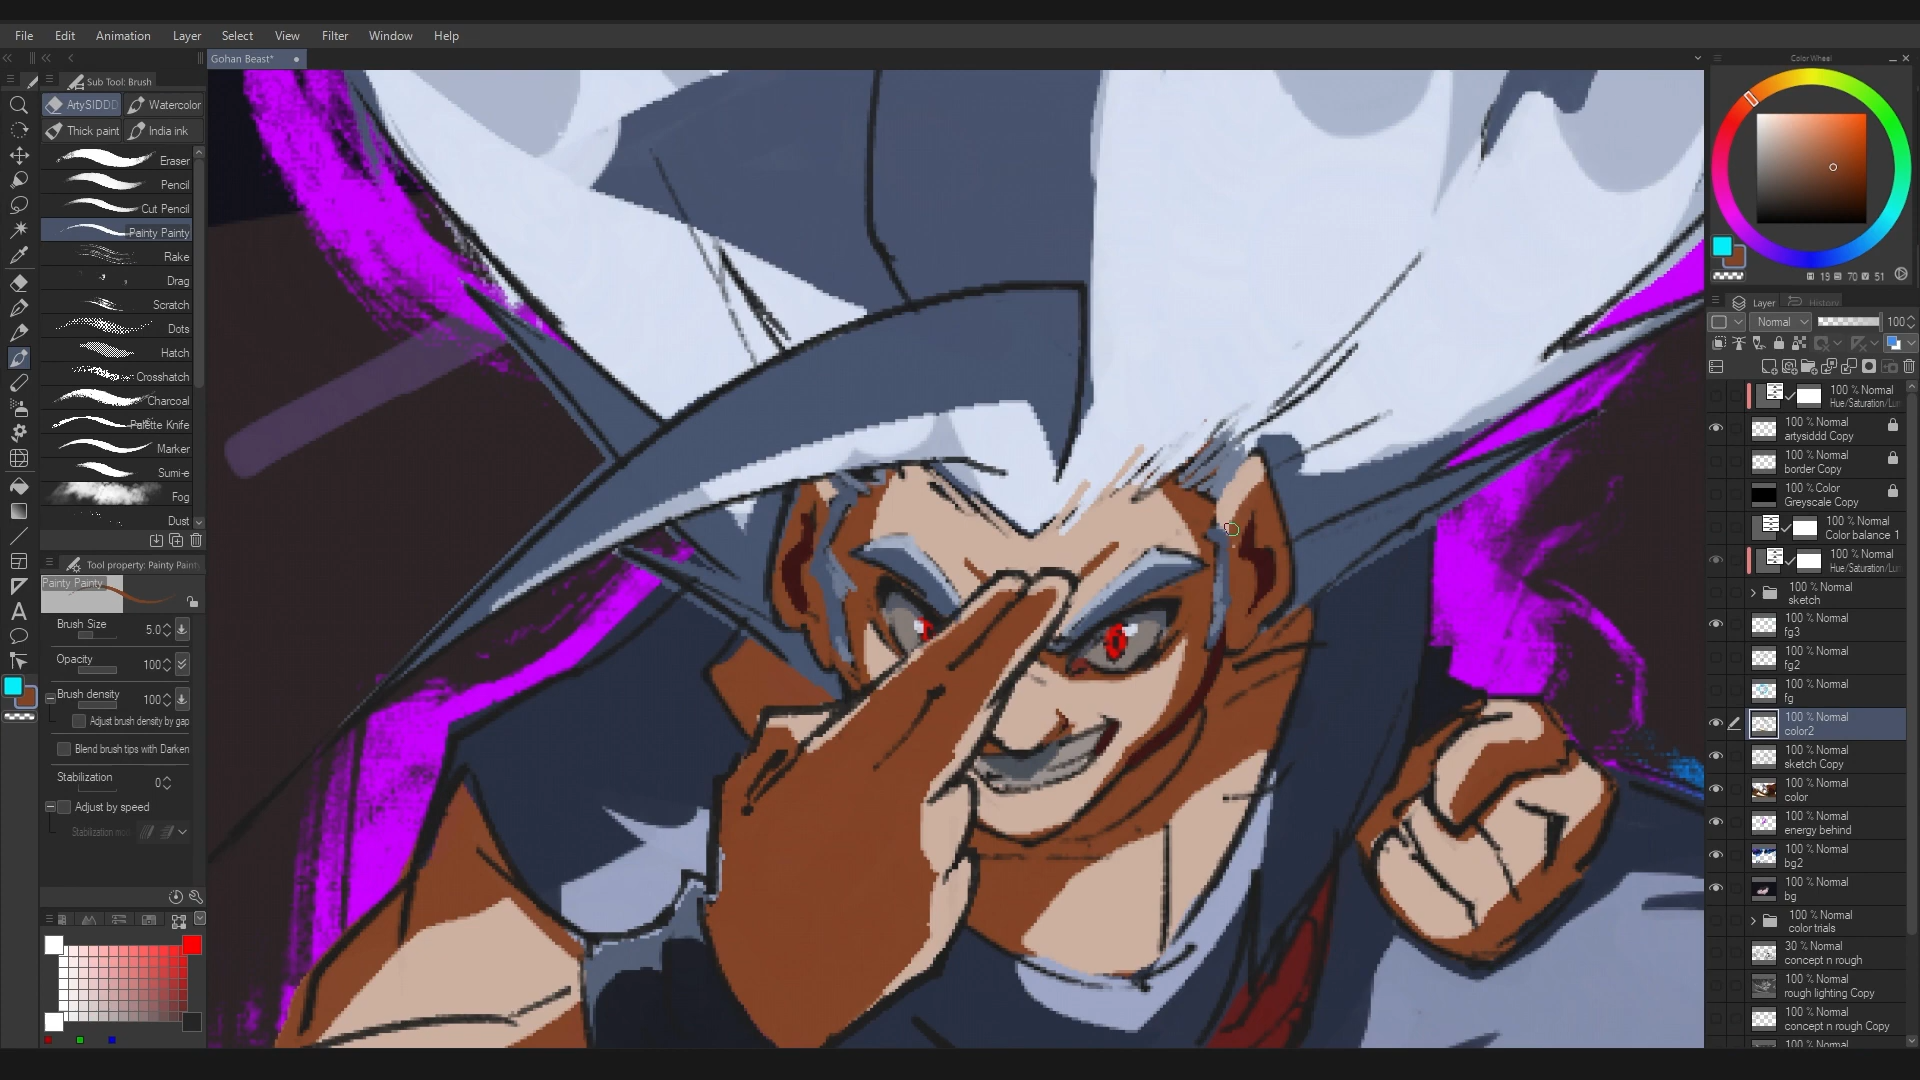 File Edit Animation Layer Select View Filter Window Help
Gohan Beast*
Color Wheel
Sub Tool: Brush
ArtySIDDD Watercolor
Thick paint India ink
Eraser
Pencil
Cut Pencil
Painty Painty
Rake
Drag
Scratch
Dots
Hatch
Crosshatch
Charcoal
Palette Knife
Marker
Sumi-e
Fog
Dust
Tool property: Painty Paint
Painty Painty
Brush Size 5.0
Opacity 100
Brush density 100
Adjust brush density by gap
Blend brush tips with Darken
Stabilization 0
Adjust by speed
Stabilization mo
A
H 19 S 70 V 51
Layer History
Normal 100
100 % Normal
Hue/Saturation/Lu
100 % Normal
artysiddd Copy
100 % Normal
border Copy
100 % Color
Greyscale Copy
100 % Normal
Color balance 1
100 % Normal
Hue/Saturation/Lu
100 % Normal
sketch
100 % Normal
fg3
100 % Normal
fg2
100 % Normal
fg
100 % Normal
color2
100 % Normal
sketch Copy
100 % Normal
color
100 % Normal
energy behind
100 % Normal
bg2
100 % Normal
bg
100 % Normal
color trials
30 % Normal
concept n rough
100 % Normal
rough lighting Copy
100 % Normal
concept n rough Copy
100 % Normal